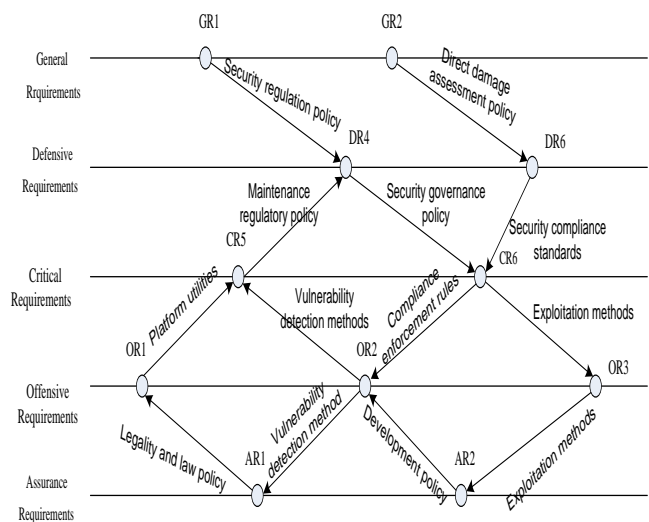 GR1
GR2
General
Rrquirements
Security regulation policy
Direct damage
assessment policy
DR4
DR6
Defensive
Requirements
Maintenance
regulatory policy
Security governance
policy
Security compliance
standards
CR5
CR6
Critical
Requirements
Platform utilities
Vulnerability
detection methods
Compliance
enforcement rules
Exploitation methods
OR1
OR2
OR3
Offensive
Requirements
Legality and law policy
Vulnerability
detection method
Development policy
Exploitation methods
AR1
AR2
Assurance
Requirements